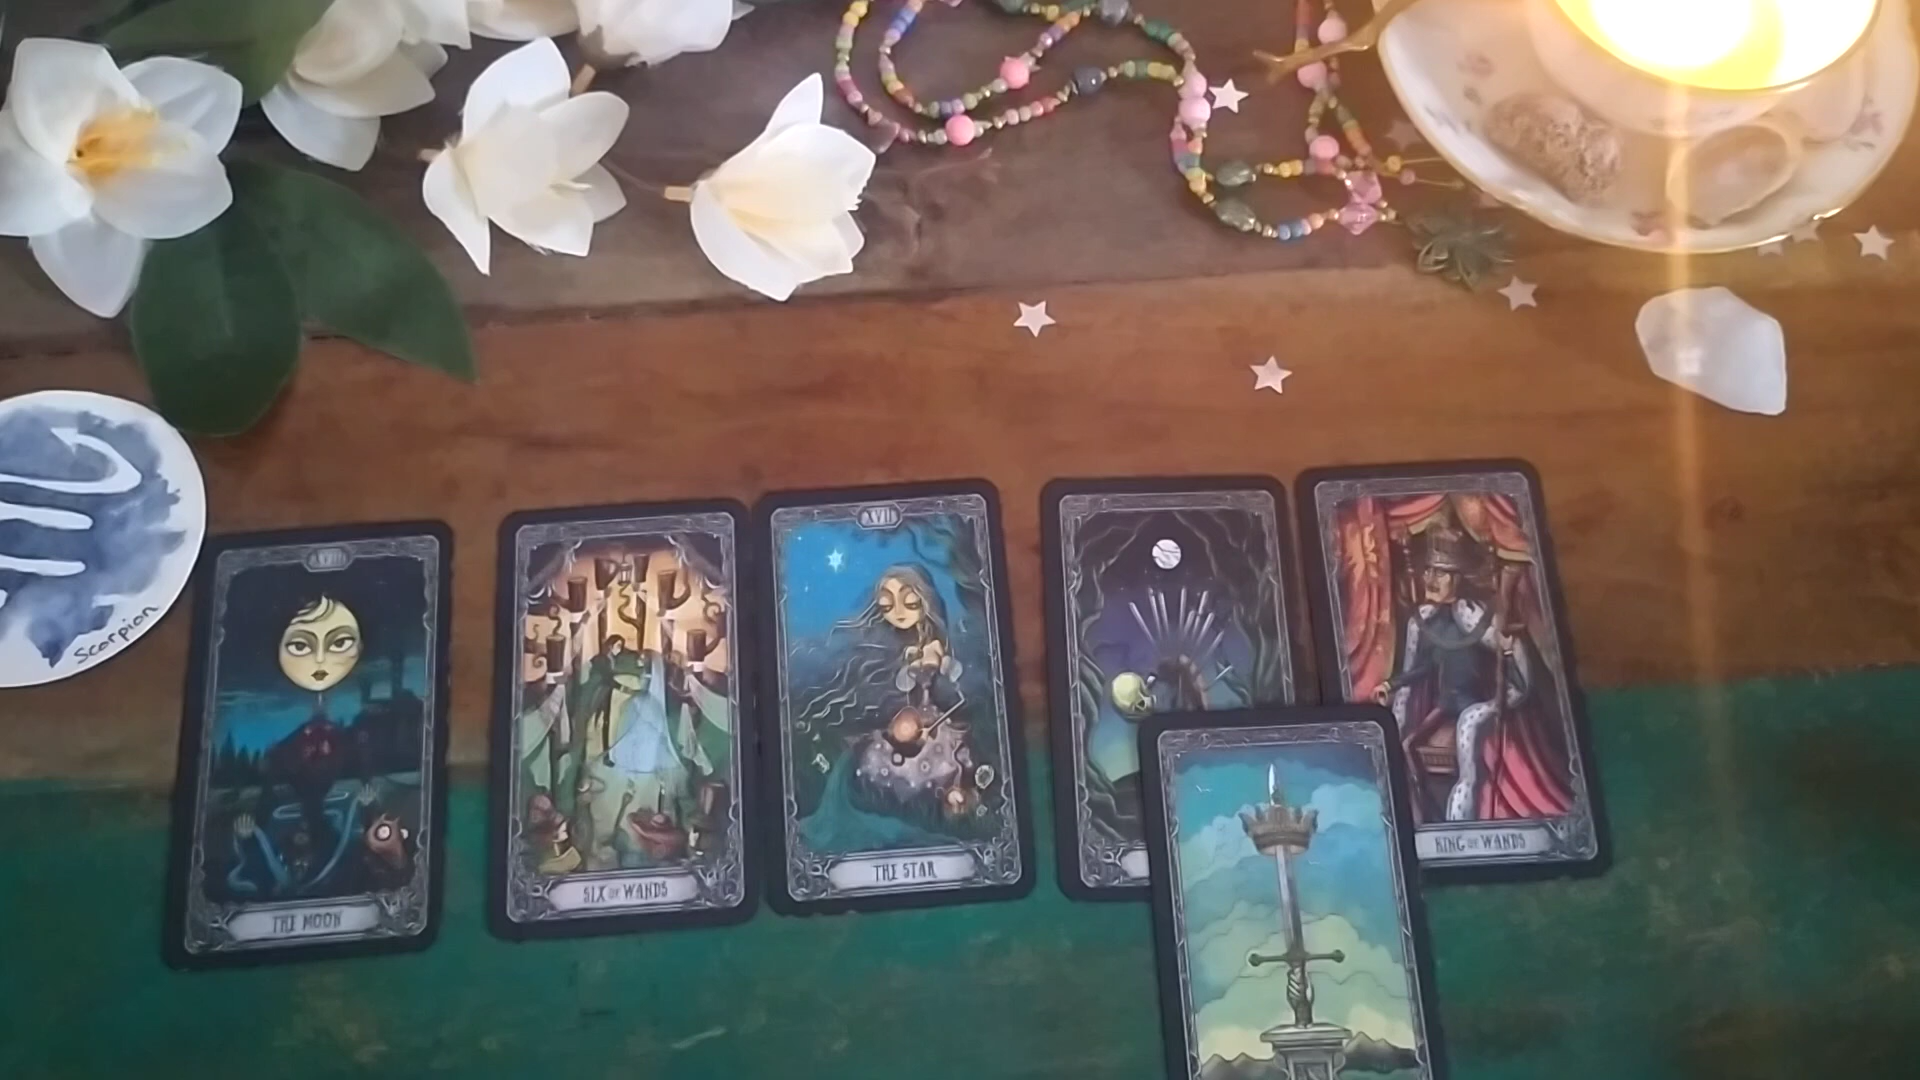 Scorpion
XVIII
THE MOON
SIX OF WANDS
XVII
THE STAR
KING OF WANDS